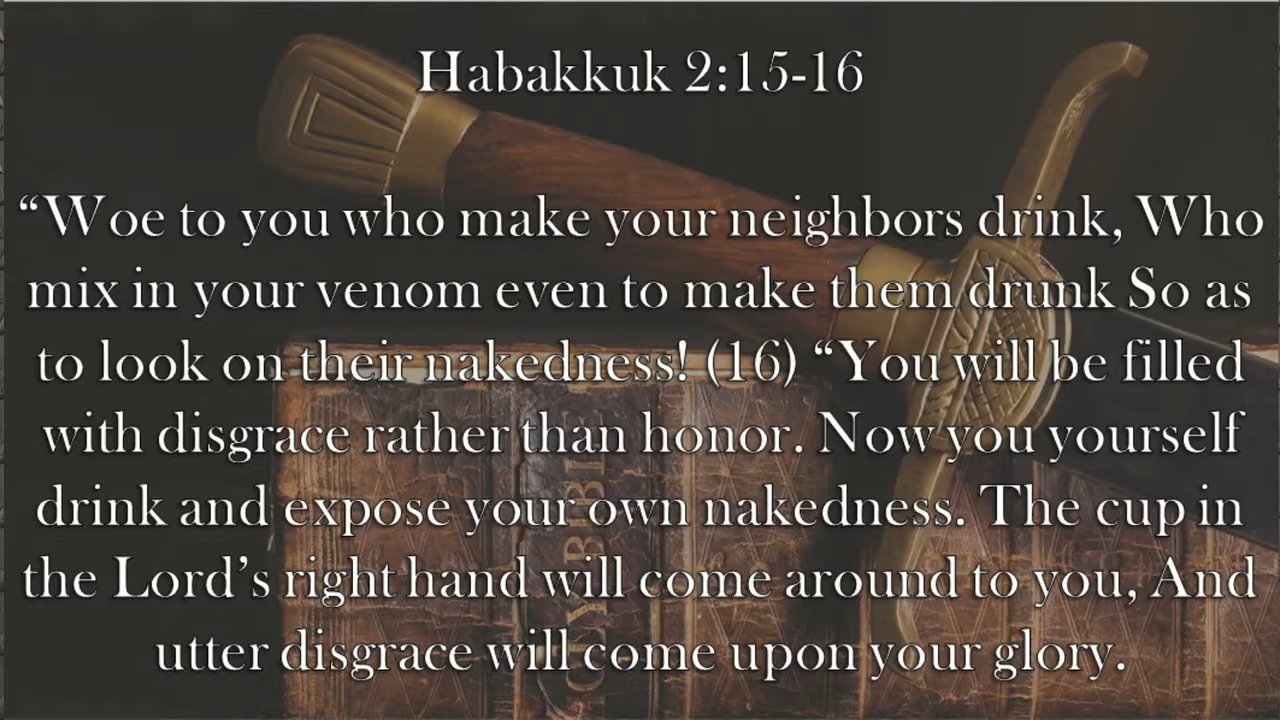 Habakkuk 2:15-16
“Woe to you who make your neighbors drink, Who
mix in your venom even to make them drunk So as
to look on their nakedness! (16) “You will be filled
with disgrace rather than honor. Now you yourself
drink and expose your own nakedness. The cup in
the Lord’s right hand will come around to you, And
utter disgrace will come upon your glory.